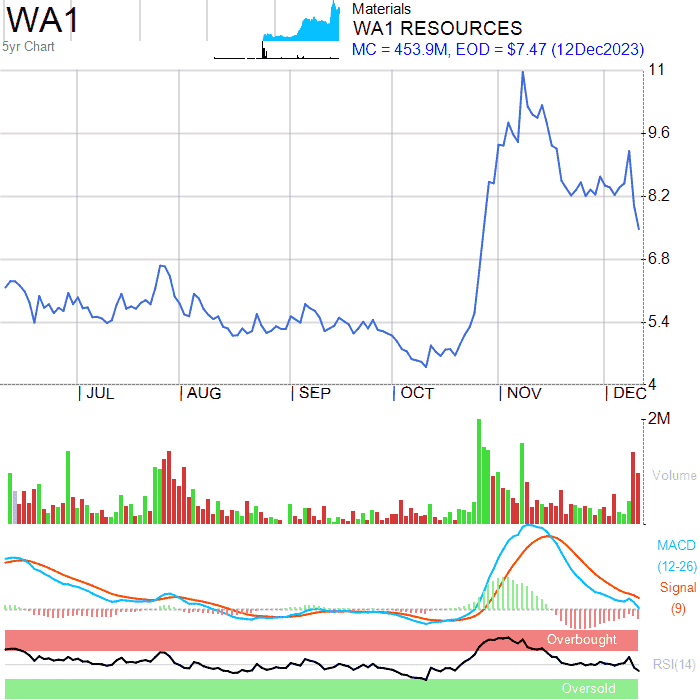 WA1
5yr Chart
Materials
WA1 RESOURCES
MC = 453.9M, EOD = $7.47 (12Dec2023)
11
9.6
8.2
6.8
5.4
4
| JUL | AUG | SEP | OCT | NOV | DEC
2M
Volume
MACD
(12-26)
Signal
(9)
Overbought
RSI(14)
Oversold